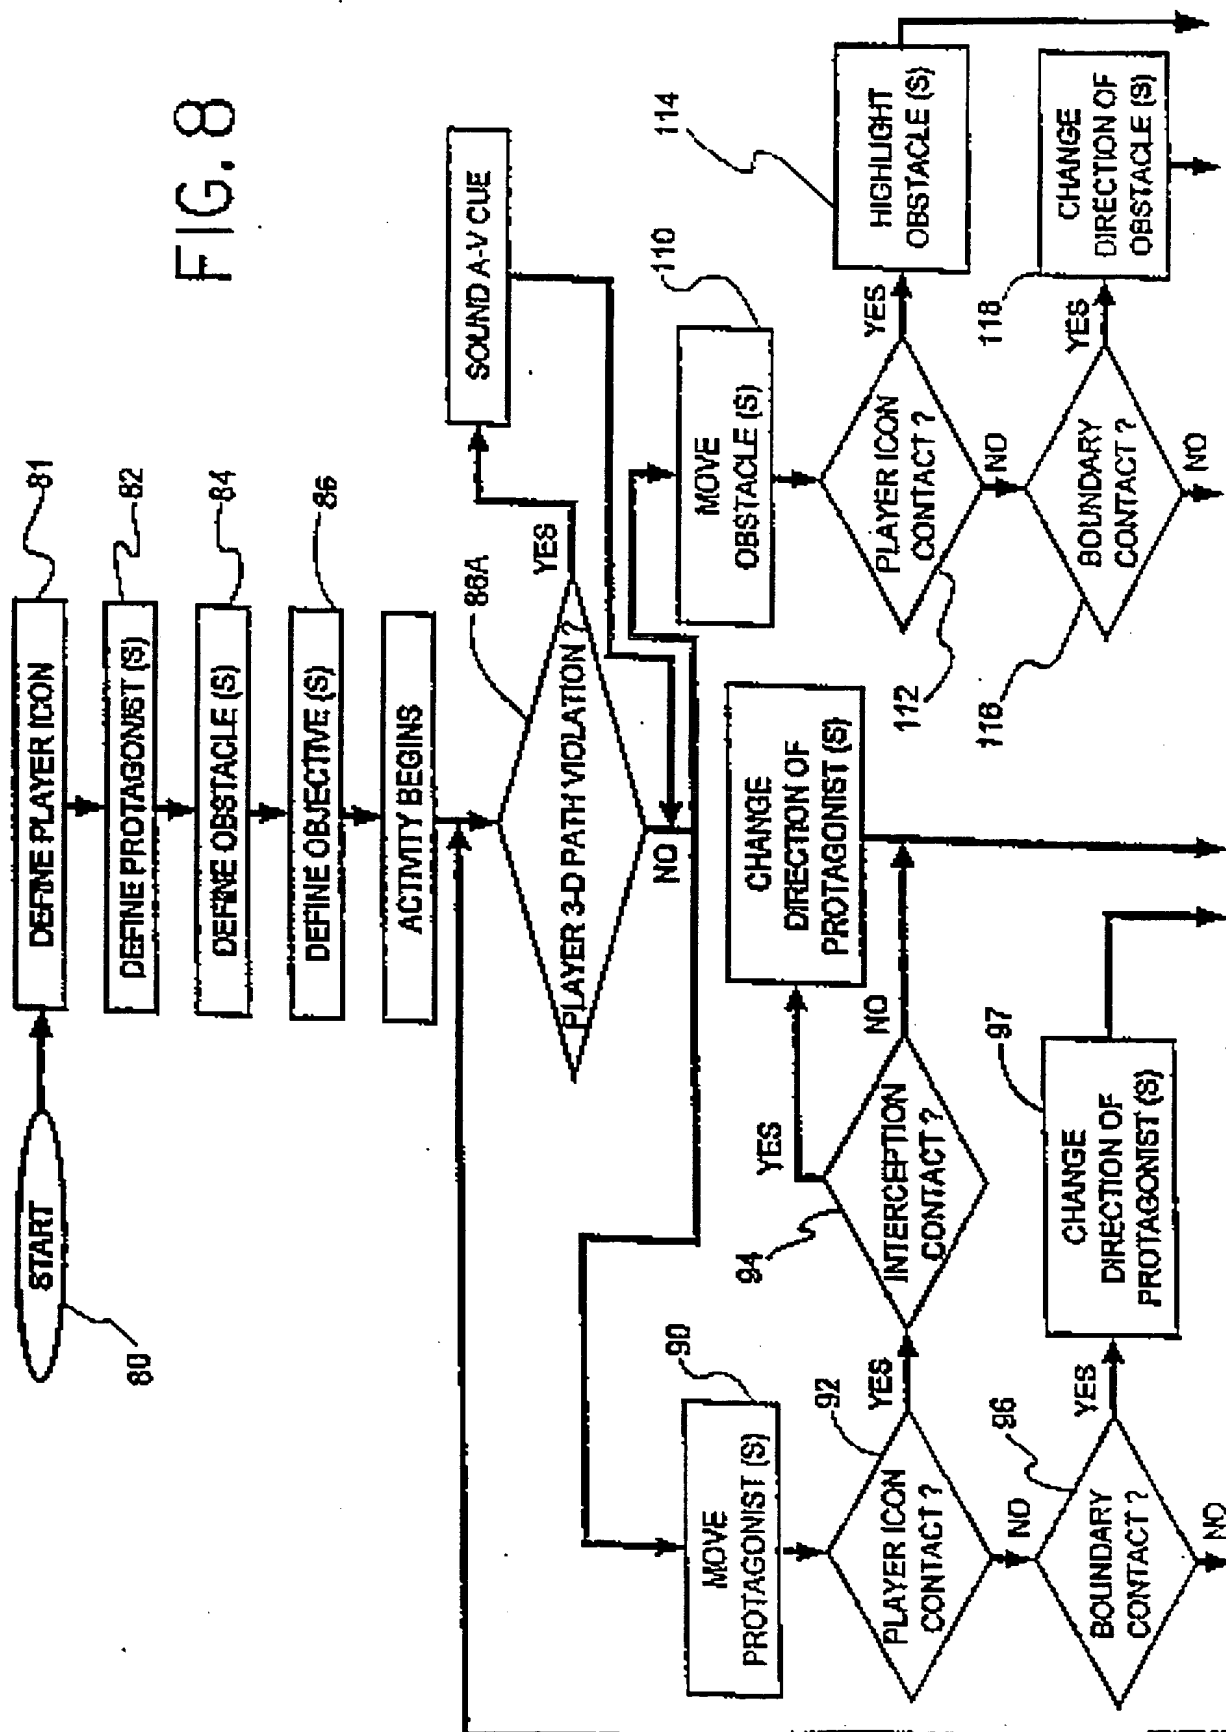 FIG. 8
START
80
DEFINE PLAYER ICON
81
DEFINE PROTAGONIST (S)
82
DEFINE OBSTACLE (S)
84
DEFINE OBJECTIVE (S)
86
ACTIVITY BEGINS
PLAYER 3-D PATH VIOLATION ?
86A
YES
NO
SOUND A-V CUE
MOVE
PROTAGONIST (S)
90
PLAYER ICON
CONTACT ?
92
YES
NO
INTERCEPTION
CONTACT ?
94
YES
NO
CHANGE
DIRECTION OF
PROTAGONIST (S)
BOUNDARY
CONTACT ?
96
YES
NO
CHANGE
DIRECTION OF
PROTAGONIST (S)
97
MOVE
OBSTACLE (S)
110
PLAYER ICON
CONTACT ?
112
YES
NO
HIGHLIGHT
OBSTACLE (S)
114
BOUNDARY
CONTACT ?
116
YES
NO
CHANGE
DIRECTION OF
OBSTACLE (S)
118